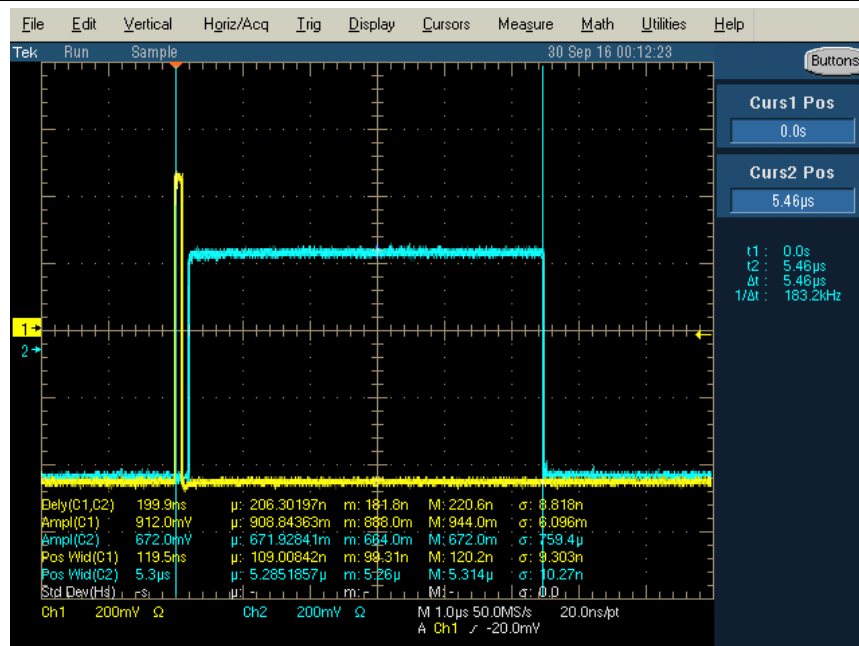 File Edit Vertical Horiz/Acq Trig Display Cursors Measure Math Utilities Help
Tek Run Sample 30 Sep 16 00:12:23
Buttons
Curs1 Pos
0.0s
Curs2 Pos
5.46µs
t1 : 0.0s
t2 : 5.46µs
Δt : 5.46µs
1/Δt : 183.2kHz
1
2
Dely(C1,C2) 199.9ns µ: 206.30197n m: 181.8n M: 220.6n σ: 8.818n
Ampl(C1) 912.0mV µ: 908.84363m m: 888.0m M: 944.0m σ: 6.096m
Ampl(C2) 672.0mV µ: 671.92841m m: 664.0m M: 672.0m σ: 759.4µ
Pos Wid(C1) 119.5ns µ: 109.00842n m: 99.31n M: 120.2n σ: 9.303n
Pos Wid(C2) 5.3µs µ: 5.2851857µ m: 5.26µ M: 5.314µ σ: 10.27n
Std Dev(Hs) -s µ: - m: - M: - σ: 0.0
Ch1 200mV Ω Ch2 200mV Ω M 1.0µs 50.0MS/s 20.0ns/pt
A Ch1 ∕ -20.0mV